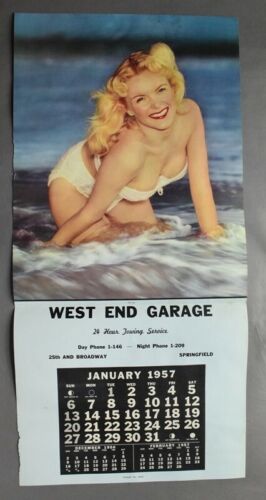 WEST END GARAGE
24 Hour Towing Service
Day Phone 1-146 — Night Phone 1-209
25th AND BROADWAY SPRINGFIELD
JANUARY 1957
SUN MON TUE WED THU FRI SAT
1 2 3 4 5
6 7 8 9 10 11 12
13 14 15 16 17 18 19
20 21 22 23 24 25 26
27 28 29 30 31
DECEMBER 1956 FEBRUARY 1957